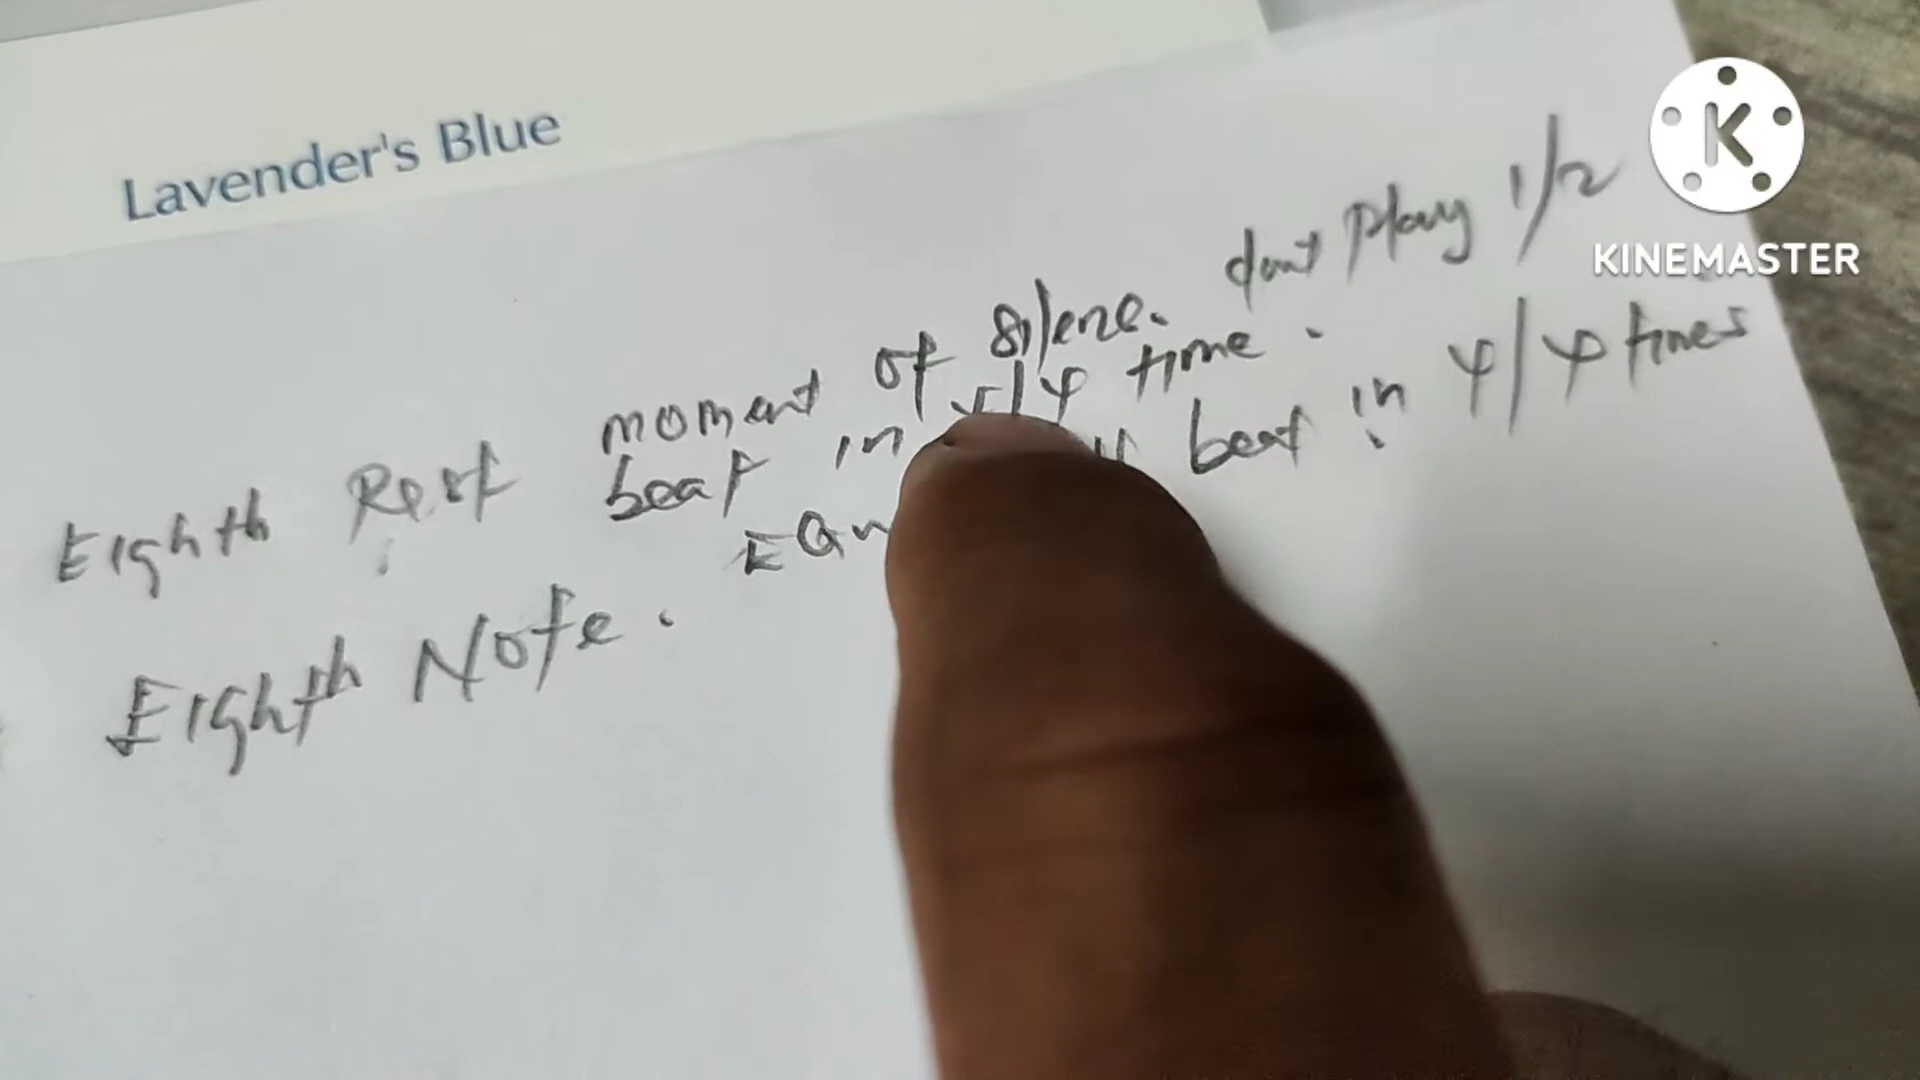 Lavender's Blue
KINEMASTER
Eighth Rest moment of Silence. dont Play 1/2
beat in /4 time.
Eighth Note. beat in 4/4 times